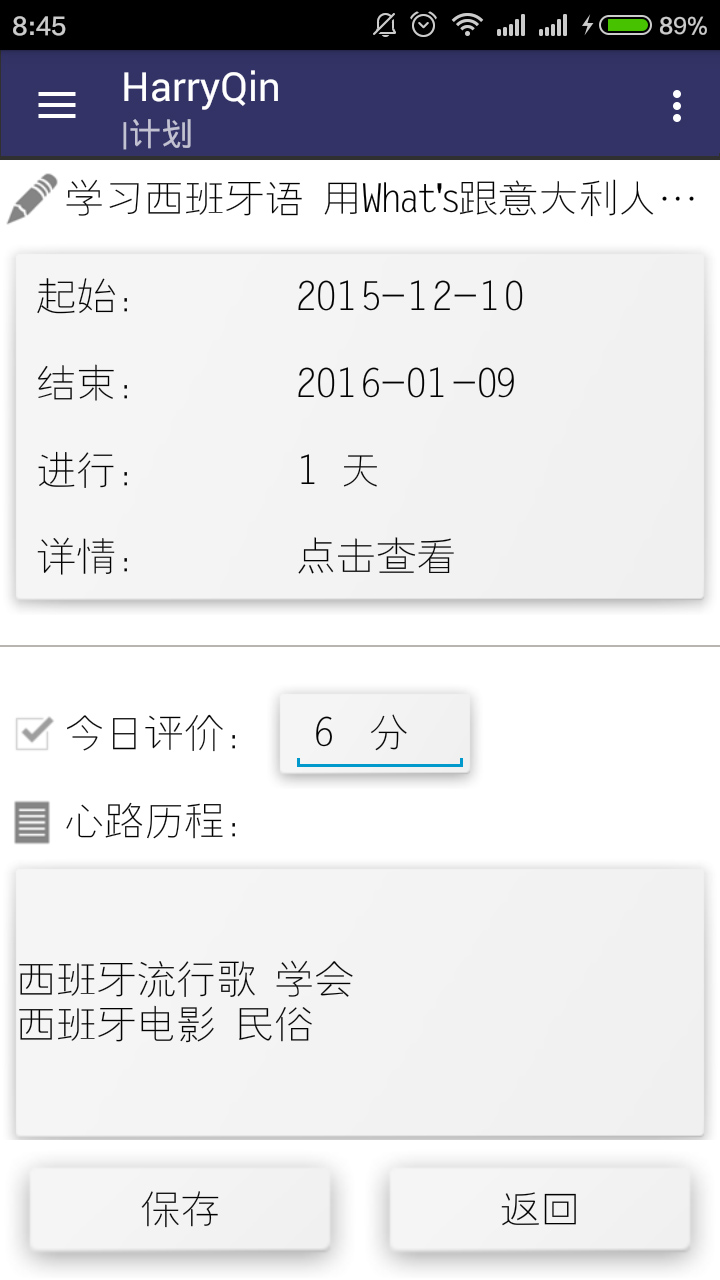 8:45 89%
HarryQin
|计划
学习西班牙语 用What's跟意大利人…
起始: 2015-12-10
结束: 2016-01-09
进行: 1 天
详情: 点击查看
今日评价: 6 分
心路历程:
西班牙流行歌 学会
西班牙电影 民俗
保存 返回